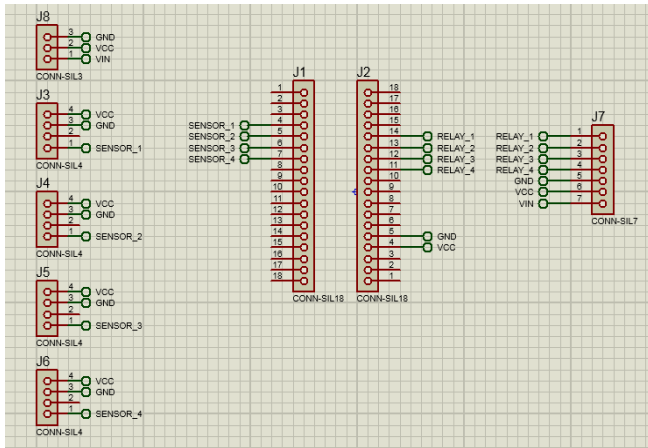 J8
3 GND
2 VCC
1 VIN
CONN-SIL3
J3
4 VCC
3 GND
2
1 SENSOR_1
CONN-SIL4
J4
4 VCC
3 GND
2
1 SENSOR_2
CONN-SIL4
J5
4 VCC
3 GND
2
1 SENSOR_3
CONN-SIL4
J6
4 VCC
3 GND
2
1 SENSOR_4
CONN-SIL4
J1
1
2
3
SENSOR_1 4
SENSOR_2 5
SENSOR_3 6
SENSOR_4 7
8
9
10
11
12
13
14
15
16
17
18
CONN-SIL18
J2
18
17
16
15
14 RELAY_1
13 RELAY_2
12 RELAY_3
11 RELAY_4
10
9
8
7
6
5 GND
4 VCC
3
2
1
CONN-SIL18
J7
RELAY_1 1
RELAY_2 2
RELAY_3 3
RELAY_4 4
GND 5
VCC 6
VIN 7
CONN-SIL7